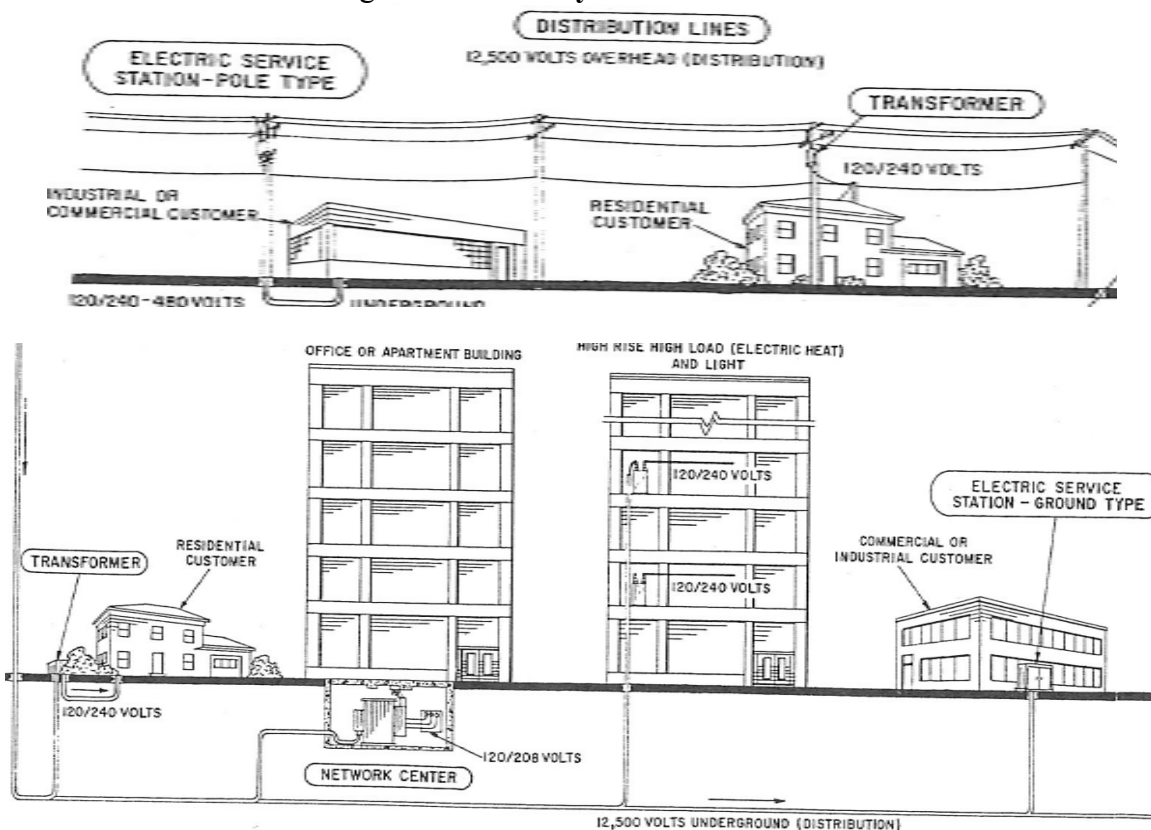 DISTRIBUTION LINES
12,500 VOLTS OVERHEAD (DISTRIBUTION)
ELECTRIC SERVICE
STATION-POLE TYPE
TRANSFORMER
120/240 VOLTS
INDUSTRIAL OR
COMMERCIAL CUSTOMER
RESIDENTIAL
CUSTOMER
120/240-480 VOLTS
UNDERGROUND
OFFICE OR APARTMENT BUILDING
HIGH RISE HIGH LOAD (ELECTRIC HEAT)
AND LIGHT
120/240 VOLTS
ELECTRIC SERVICE
STATION - GROUND TYPE
RESIDENTIAL
CUSTOMER
TRANSFORMER
COMMERCIAL OR
INDUSTRIAL CUSTOMER
120/240 VOLTS
120/240 VOLTS
120/208 VOLTS
NETWORK CENTER
12,500 VOLTS UNDERGROUND (DISTRIBUTION)